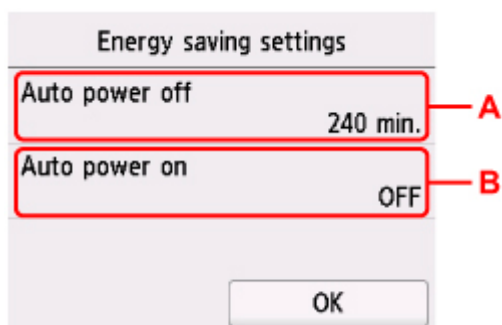 Energy saving settings
Auto power off
240 min.
A
Auto power on
OFF
B
OK